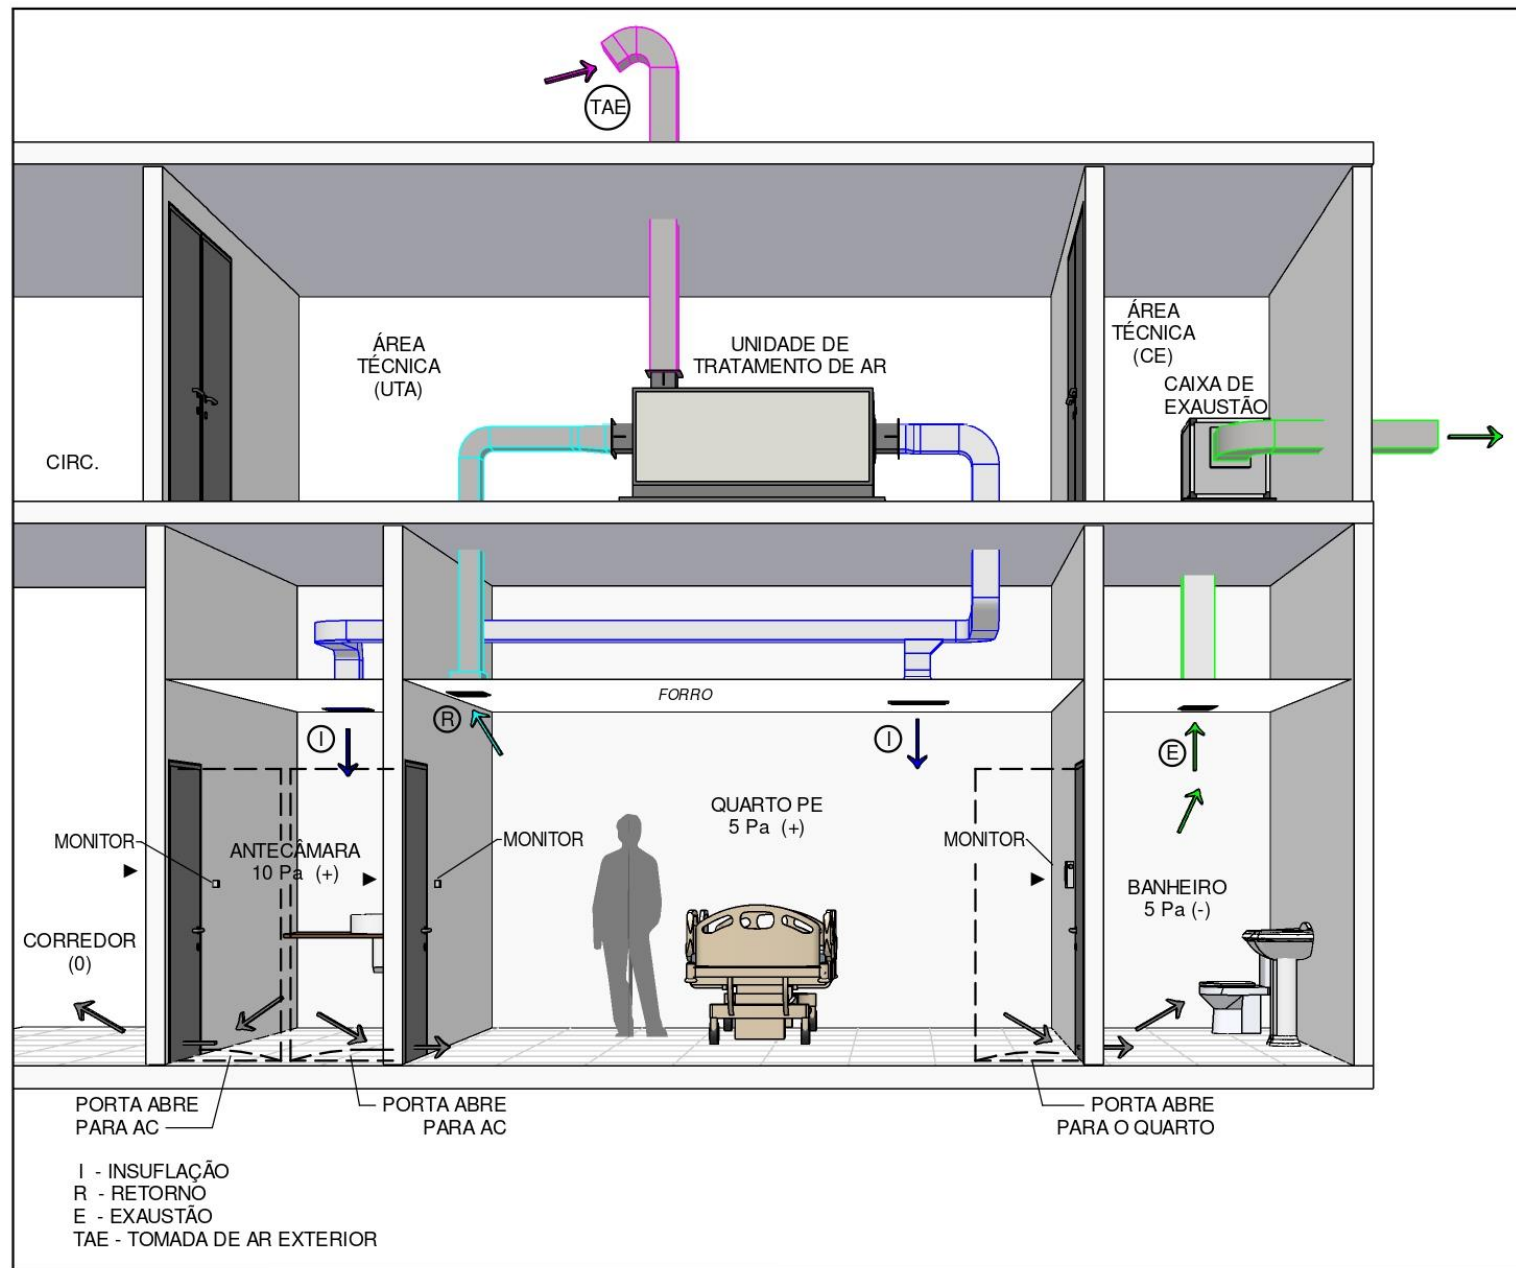 TAE
ÁREA
TÉCNICA
(UTA)
UNIDADE DE
TRATAMENTO DE AR
ÁREA
TÉCNICA
(CE)
CAIXA DE
EXAUSTÃO
CIRC.
FORRO
I
R
I
E
MONITOR
ANTECÂMARA
10 Pa (+)
MONITOR
QUARTO PE
5 Pa (+)
MONITOR
BANHEIRO
5 Pa (-)
CORREDOR
(0)
PORTA ABRE
PARA AC
PORTA ABRE
PARA AC
PORTA ABRE
PARA O QUARTO
I - INSUFLAÇÃO
R - RETORNO
E - EXAUSTÃO
TAE - TOMADA DE AR EXTERIOR